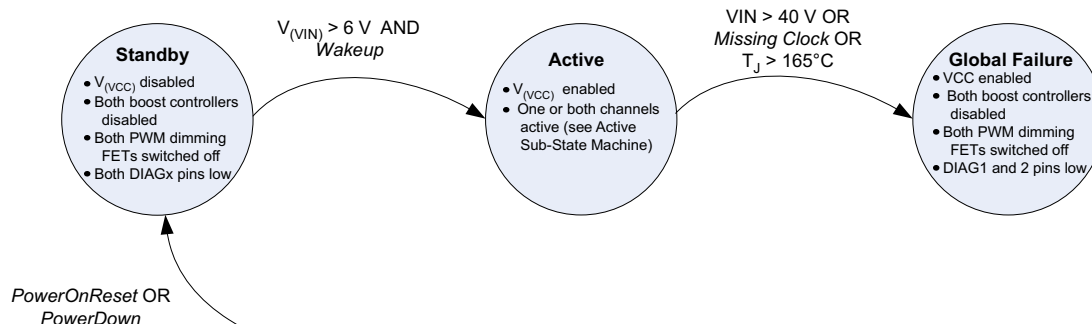 V(VIN) > 6 V AND
Wakeup
VIN > 40 V OR
Missing Clock OR
TJ > 165°C
Standby
• V(VCC) disabled
• Both boost controllers
disabled
• Both PWM dimming
FETs switched off
• Both DIAGx pins low
Active
• V(VCC) enabled
• One or both channels
active (see Active
Sub-State Machine)
Global Failure
• VCC enabled
• Both boost controllers
disabled
• Both PWM dimming
FETs switched off
• DIAG1 and 2 pins low
PowerOnReset OR
PowerDown